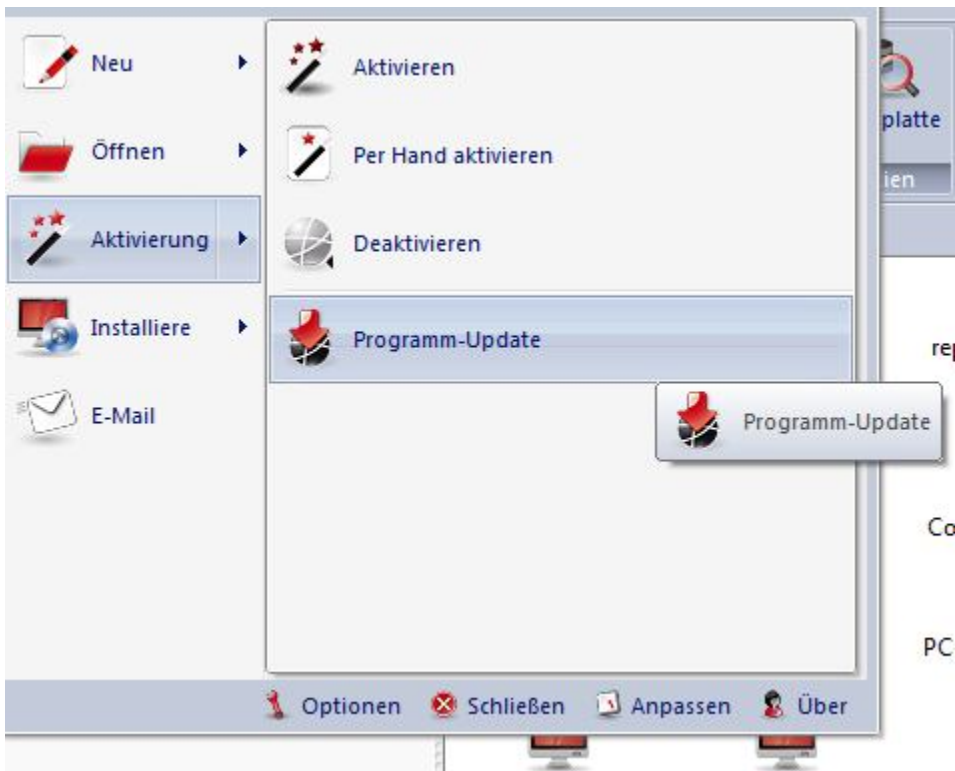 Neu
Öffnen
Aktivierung
Installiere
E-Mail
Aktivieren
Per Hand aktivieren
Deaktivieren
Programm-Update
Programm-Update
Optionen
Schließen
Anpassen
Über
platte
ien
rep
Co
PC